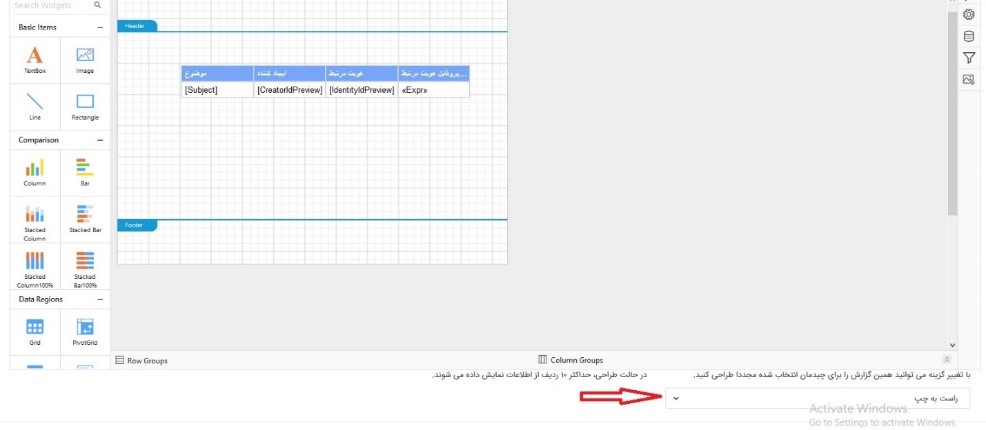 Search Widgets
Basic Items
Header
TextBox
Image
موضوع
ایجاد کننده
هویت مرتبط
پروفایل هویت مرتبط...
[Subject]
[CreatorIdPreview]
[IdentityIdPreview]
«Expr»
Line
Rectangle
Comparison
Column
Bar
Stacked Column
Stacked Bar
Footer
Stacked Column100%
Stacked Bar100%
Data Regions
Grid
PivotGrid
Row Groups
Column Groups
با تغییر گزینه می توانید همین گزارش را برای چیدمان انتخاب شده مجددا طراحی کنید.
در حالت طراحی، حداکثر ۱۰ ردیف از اطلاعات نمایش داده می شوند.
راست به چپ
Activate Windows
Go to Settings to activate Windows.